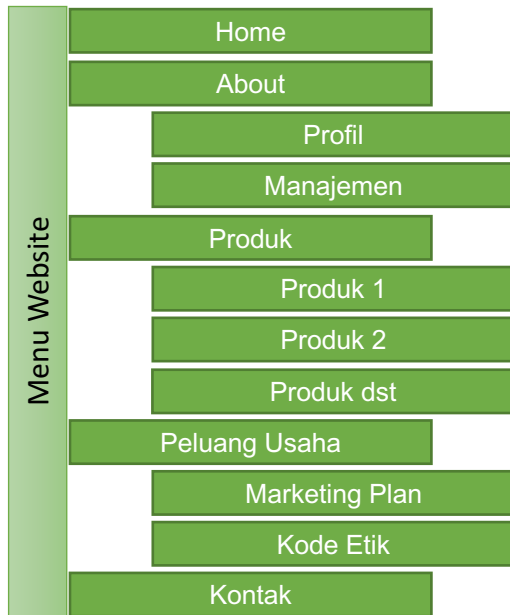 Menu Website
Home
About
Profil
Manajemen
Produk
Produk 1
Produk 2
Produk dst
Peluang Usaha
Marketing Plan
Kode Etik
Kontak